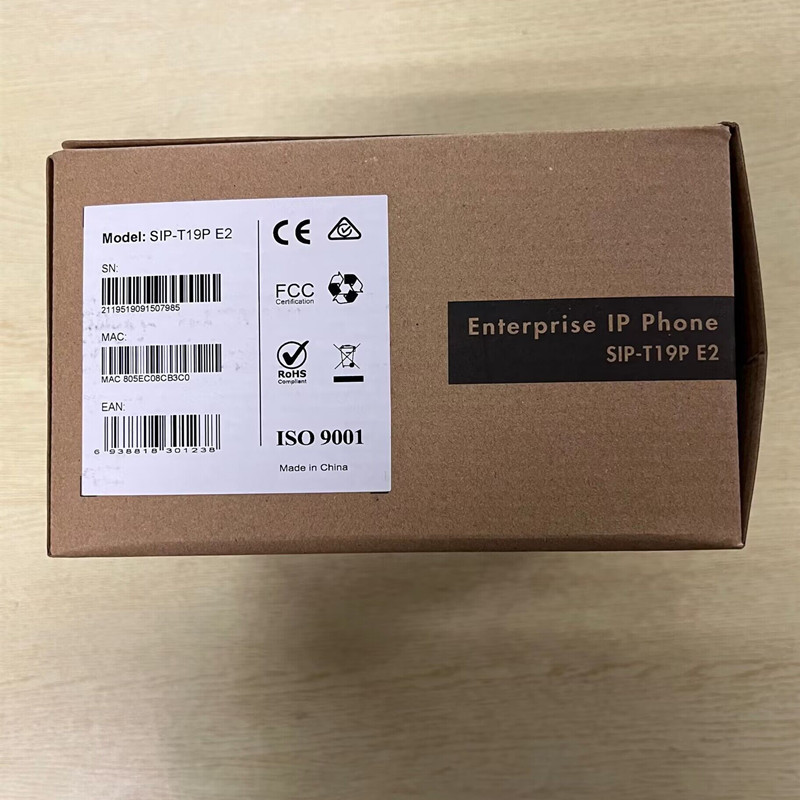 Model: SIP-T19P E2
SN:
2119519091507985
MAC:
MAC 805EC08CB3C0
EAN:
6 938818 301238
CE
FCC
Certification
RoHS
Compliant
ISO 9001
Made in China
Enterprise IP Phone
SIP-T19P E2